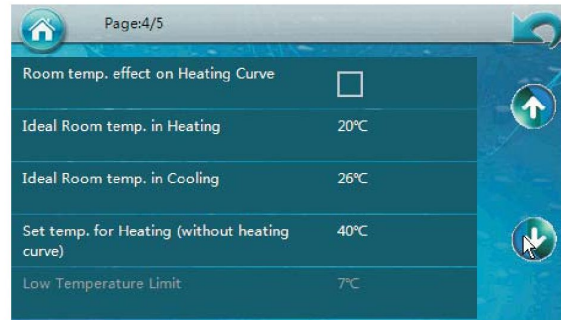 Page:4/5
Room temp. effect on Heating Curve
Ideal Room temp. in Heating 20℃
Ideal Room temp. in Cooling 26℃
Set temp. for Heating (without heating 40℃
curve)
Low Temperature Limit 7℃